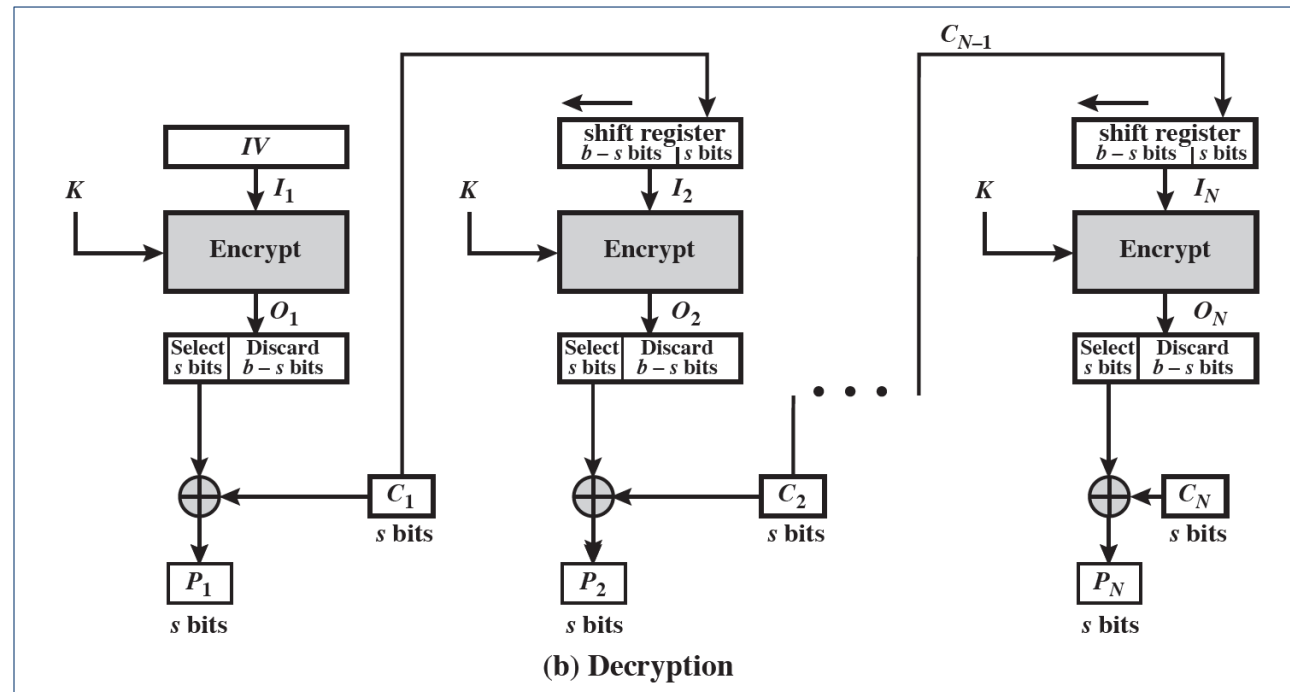 C_{N–1}
shift register
b – s bits | s bits
shift register
b – s bits | s bits
IV
K
I_1
K
I_2
K
I_N
Encrypt
Encrypt
Encrypt
O_1
O_2
O_N
Select
s bits
Discard
b – s bits
Select
s bits
Discard
b – s bits
Select
s bits
Discard
b – s bits
C_1
s bits
C_2
s bits
C_N
s bits
P_1
s bits
P_2
s bits
P_N
s bits
(b) Decryption